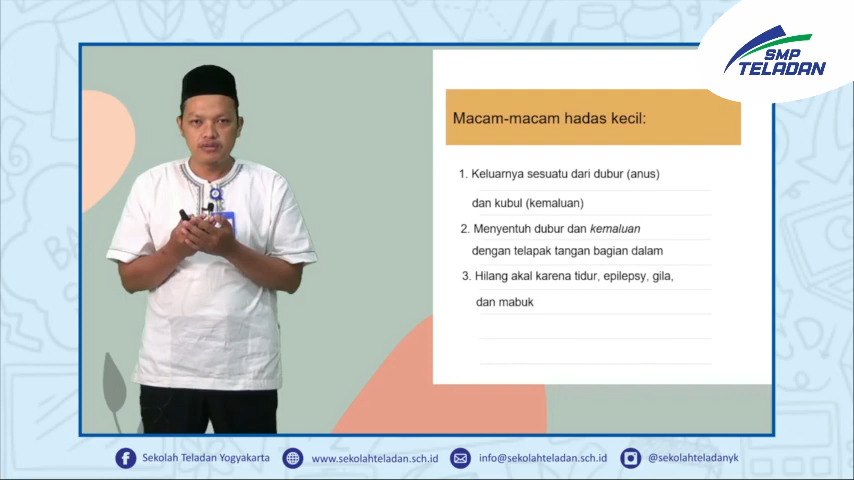 SMP
TELADAN
Macam-macam hadas kecil:
1. Keluarnya sesuatu dari dubur (anus)
dan kubul (kemaluan)
2. Menyentuh dubur dan kemaluan
dengan telapak tangan bagian dalam
3. Hilang akal karena tidur, epilepsy, gila,
dan mabuk
Sekolah Teladan Yogyakarta
www.sekolahteladan.sch.id
info@sekolahteladan.sch.id
@sekolahteladanyk